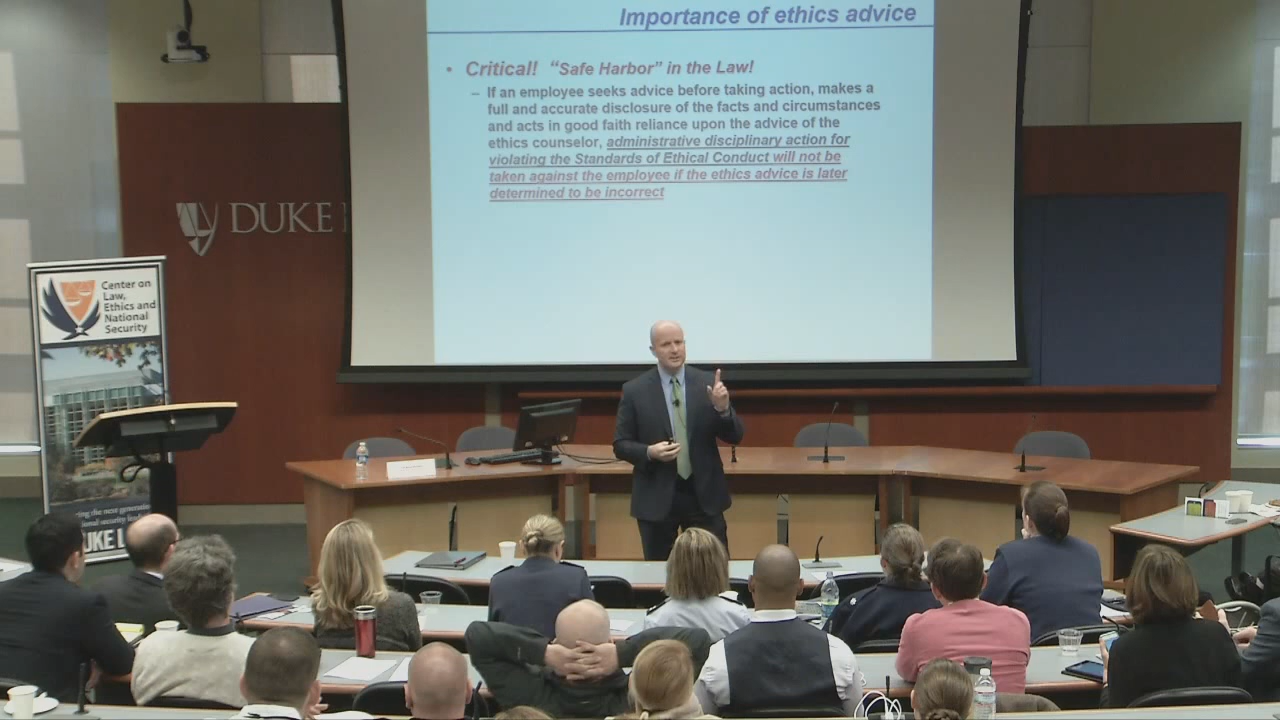 Importance of ethics advice
• Critical! “Safe Harbor” in the Law!
– If an employee seeks advice before taking action, makes a
full and accurate disclosure of the facts and circumstances
and acts in good faith reliance upon the advice of the
ethics counselor, administrative disciplinary action for
violating the Standards of Ethical Conduct will not be
taken against the employee if the ethics advice is later
determined to be incorrect
DUKE
Center on
Law,
Ethics and
National
Security
the next
security
DUKE L